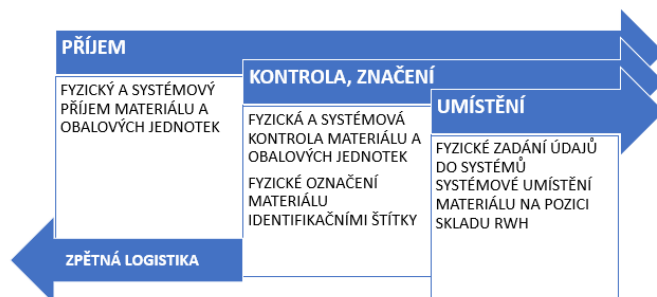 PŘÍJEM
FYZICKÝ A SYSTÉMOVÝ
PŘÍJEM MATERIÁLU A
OBALOVÝCH JEDNOTEK
KONTROLA, ZNAČENÍ
FYZICKÁ A SYSTÉMOVÁ
KONTROLA MATERIÁLU A
OBALOVÝCH JEDNOTEK
FYZICKÉ OZNAČENÍ
MATERIÁLU
IDENTIFIKAČNÍMI ŠTÍTKY
UMÍSTĚNÍ
FYZICKÉ ZADÁNÍ ÚDAJŮ
DO SYSTÉMŮ
SYSTÉMOVÉ UMÍSTĚNÍ
MATERIÁLU NA POZICI
SKLADU RWH
ZPĚTNÁ LOGISTIKA